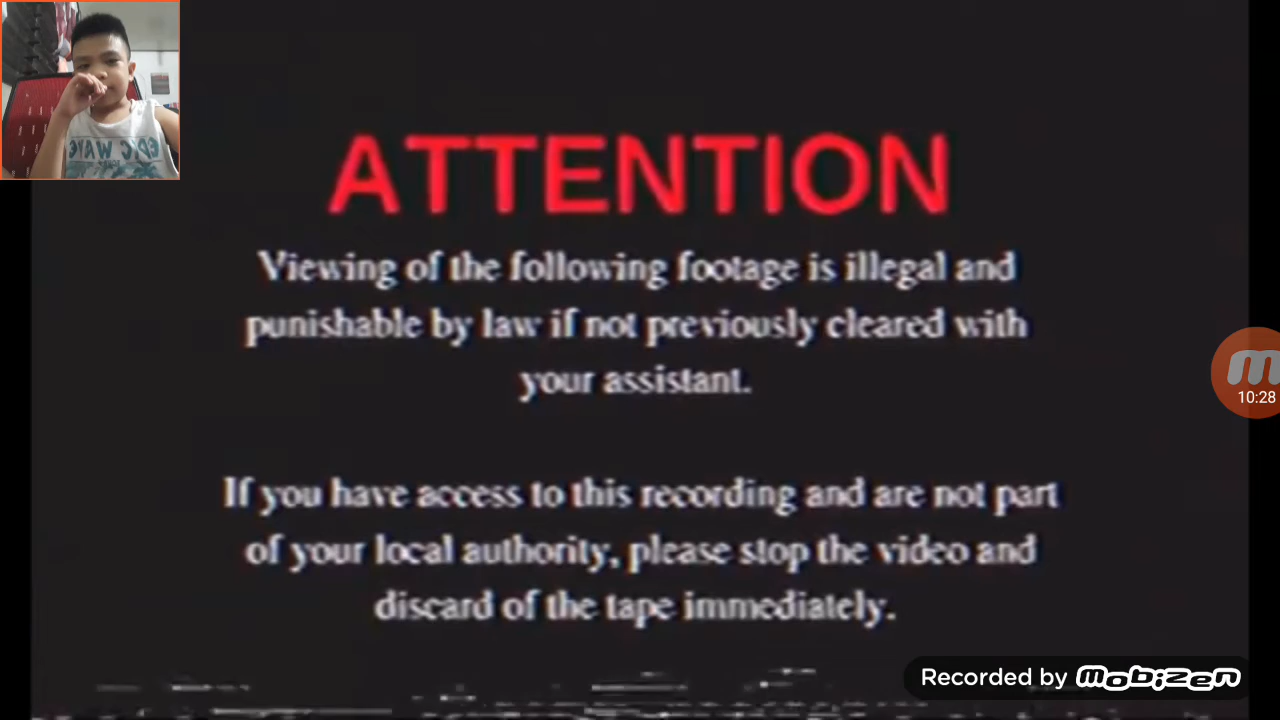 ATTENTION
Viewing of the following footage is illegal and
punishable by law if not previously cleared with
your assistant.
If you have access to this recording and are not part
of your local authority, please stop the video and
discard of the tape immediately.
EPIC WAVE
10:28
Recorded by mobizen